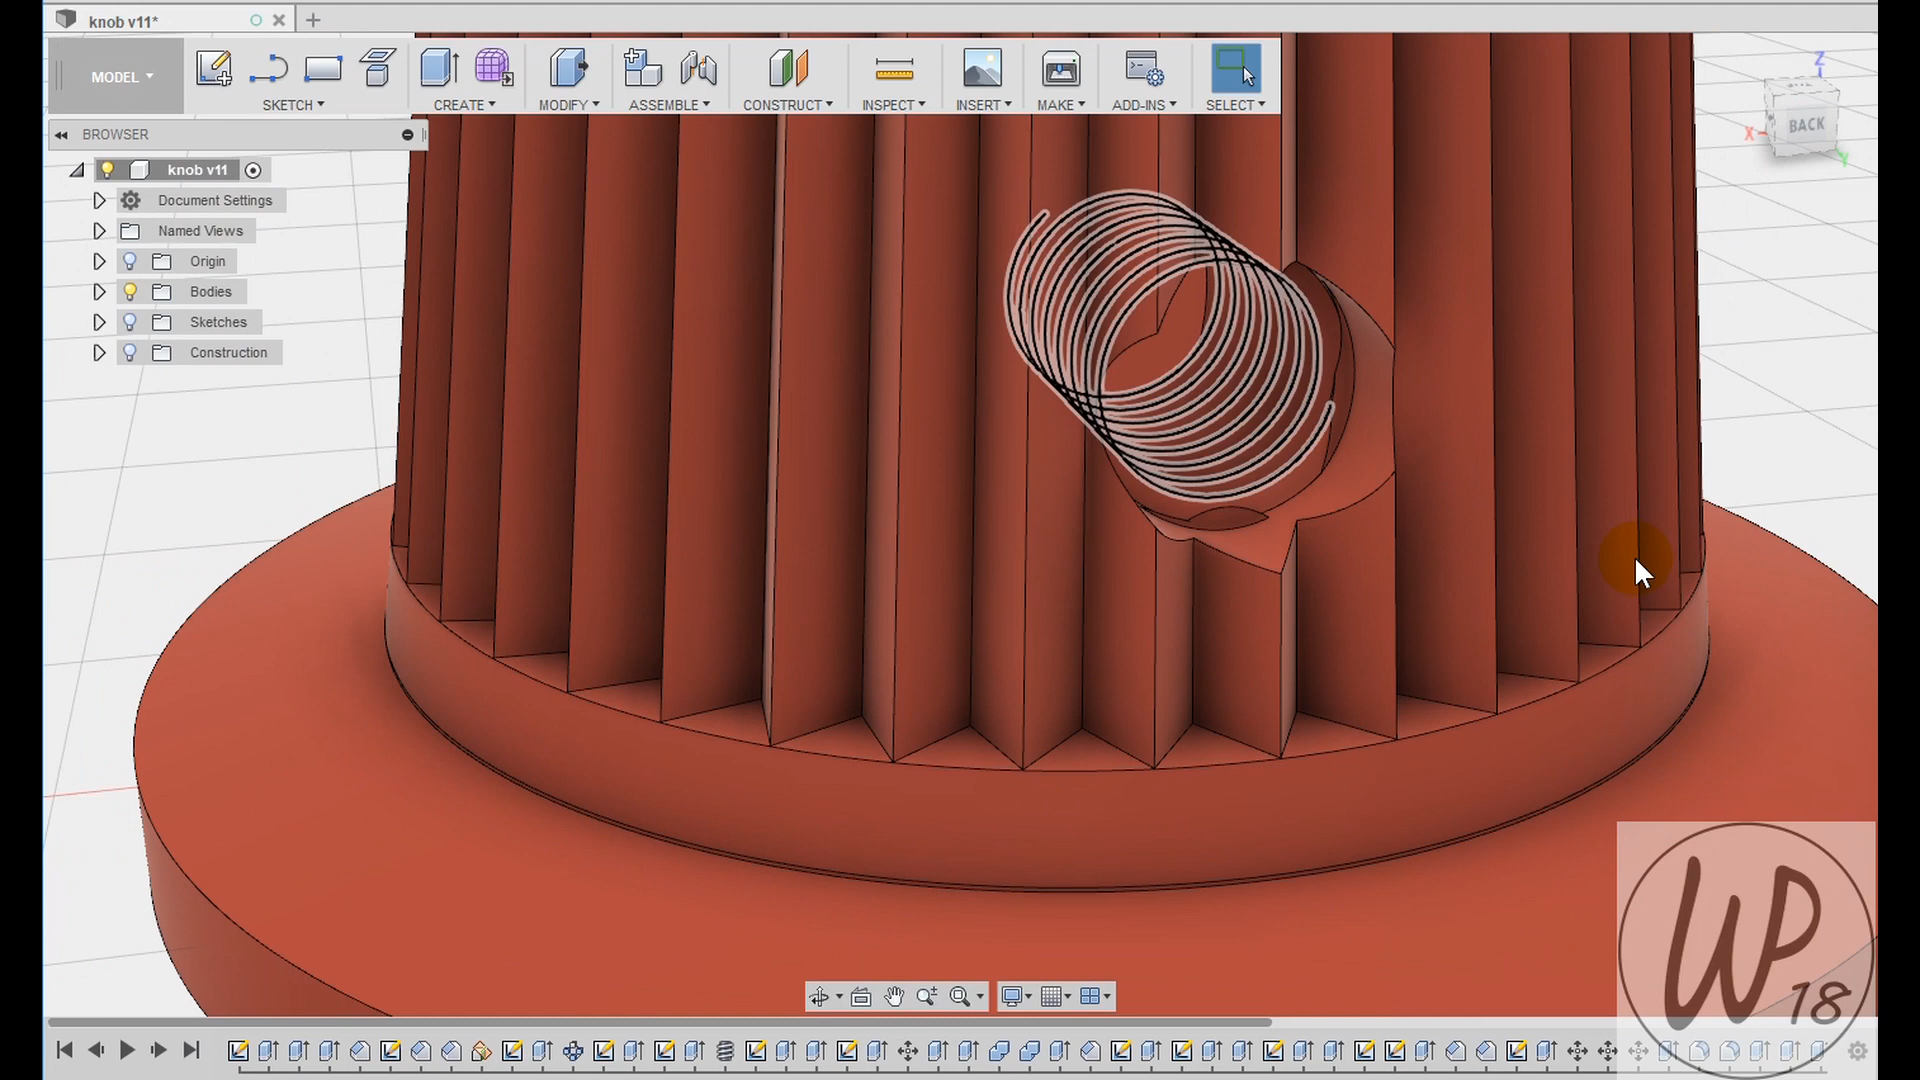 knob v11*
MODEL
SKETCH
CREATE
MODIFY
ASSEMBLE
CONSTRUCT
INSPECT
INSERT
MAKE
ADD-INS
SELECT
BROWSER
knob v11
Document Settings
Named Views
Origin
Bodies
Sketches
Construction
Z
X
BACK
Y
WP
18